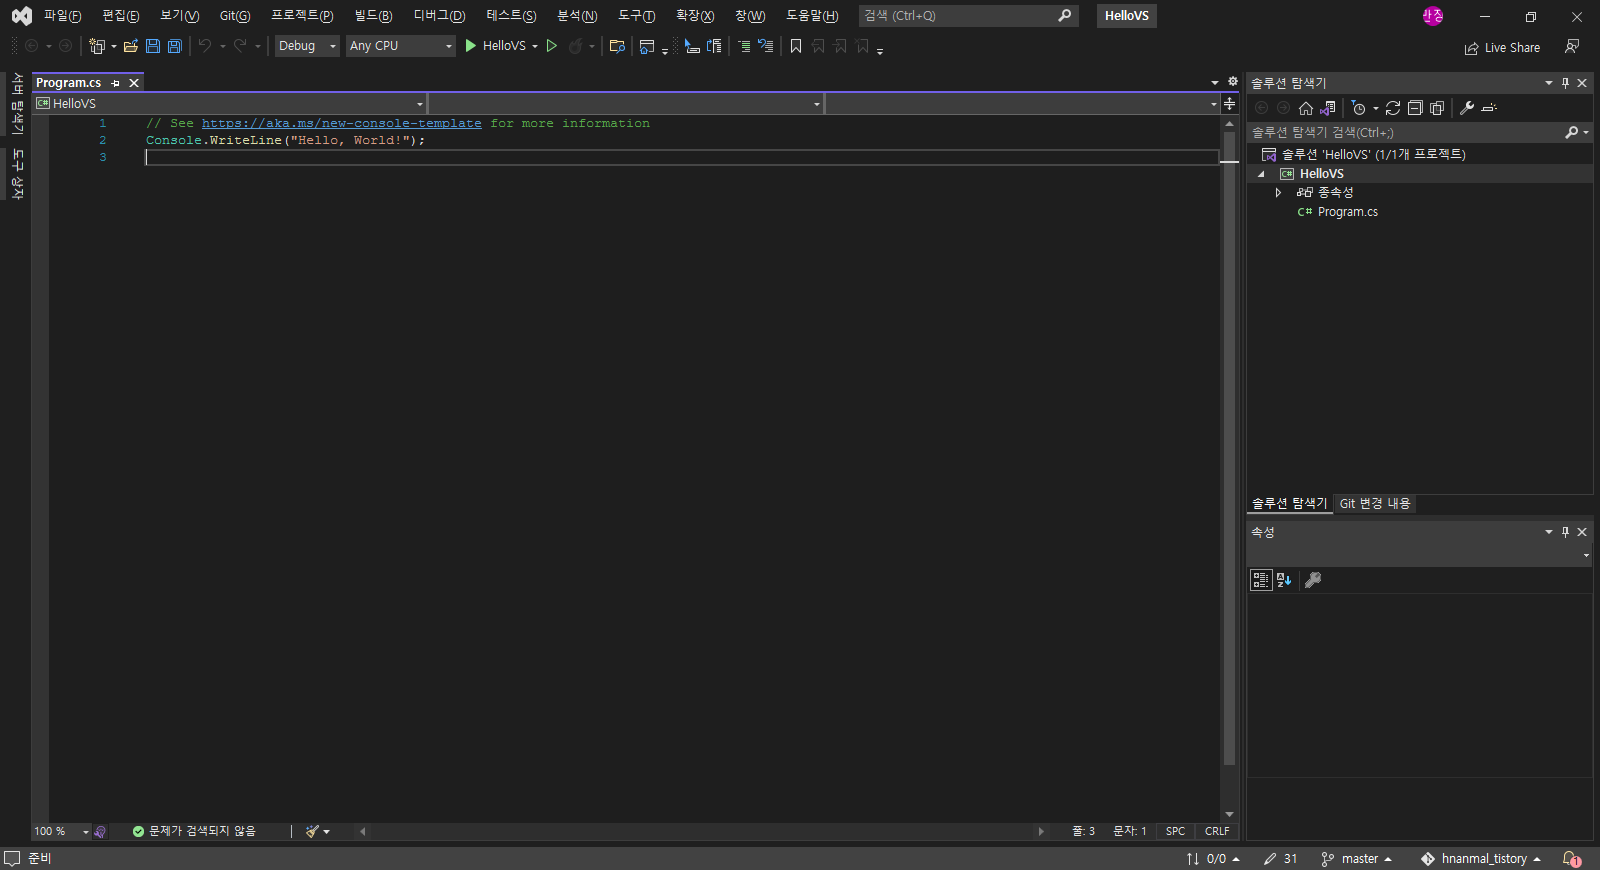 파일(F) 편집(E) 보기(V) Git(G) 프로젝트(P) 빌드(B) 디버그(D) 테스트(S) 분석(N) 도구(T) 확장(X) 창(W) 도움말(H) 검색 (Ctrl+Q) HelloVS
Debug Any CPU HelloVS Live Share
서버 탐색기
도구 상자
Program.cs
HelloVS
1 // See https://aka.ms/new-console-template for more information
2 Console.WriteLine("Hello, World!");
3
100 % 문제가 검색되지 않음 줄: 3 문자: 1 SPC CRLF
솔루션 탐색기
솔루션 탐색기 검색(Ctrl+;)
솔루션 'HelloVS' (1/1개 프로젝트)
C# HelloVS
종속성
C# Program.cs
솔루션 탐색기 Git 변경 내용
속성
준비 0/0 31 master hnanmal_tistory 1